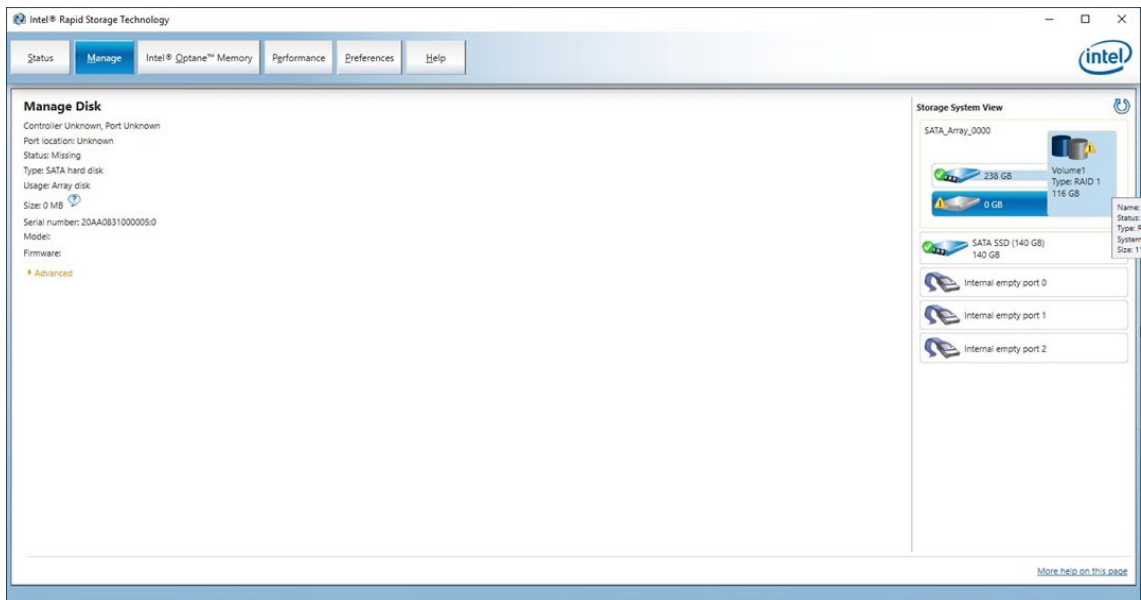 Intel® Rapid Storage Technology
Status
Manage
Intel® Optane™ Memory
Performance
Preferences
Help
intel
Manage Disk
Controller Unknown, Port Unknown
Port location: Unknown
Status: Missing
Type: SATA hard disk
Usage: Array disk
Size: 0 MB
Serial number: 20AA0831000005:0
Model:
Firmware:
Advanced
Storage System View
SATA_Array_0000
238 GB
0 GB
Volume1
Type: RAID 1
116 GB
Name:
Status:
Type:
System
Size: 1
SATA SSD (140 GB)
140 GB
Internal empty port 0
Internal empty port 1
Internal empty port 2
More help on this page